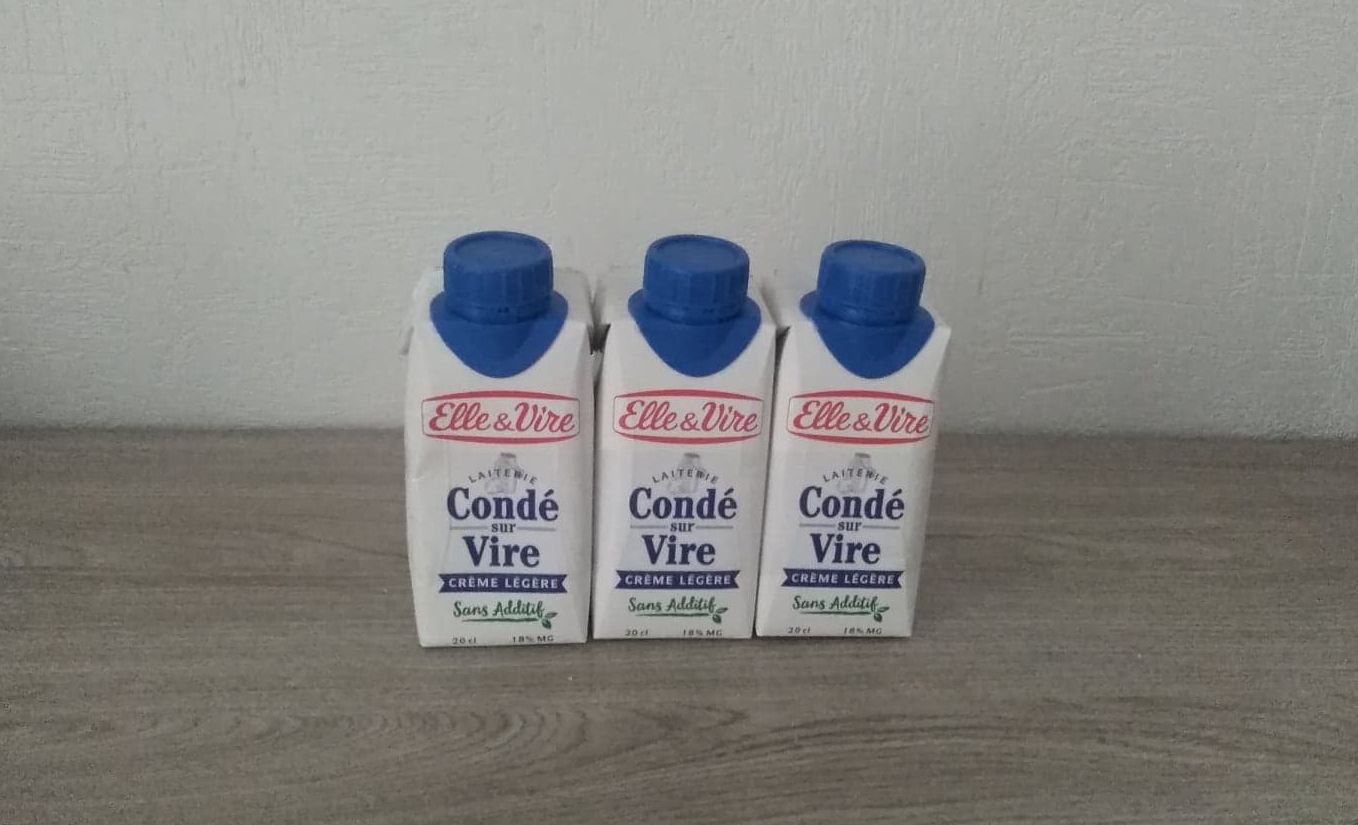 Elle & Vire
LAITERIE
Condé
sur
Vire
CRÈME LÉGÈRE
Sans Additif
20 cl 18% MG
Elle & Vire
LAITERIE
Condé
sur
Vire
CRÈME LÉGÈRE
Sans Additif
20 cl 18% MG
Elle & Vire
LAITERIE
Condé
sur
Vire
CRÈME LÉGÈRE
Sans Additif
20 cl 18% MG